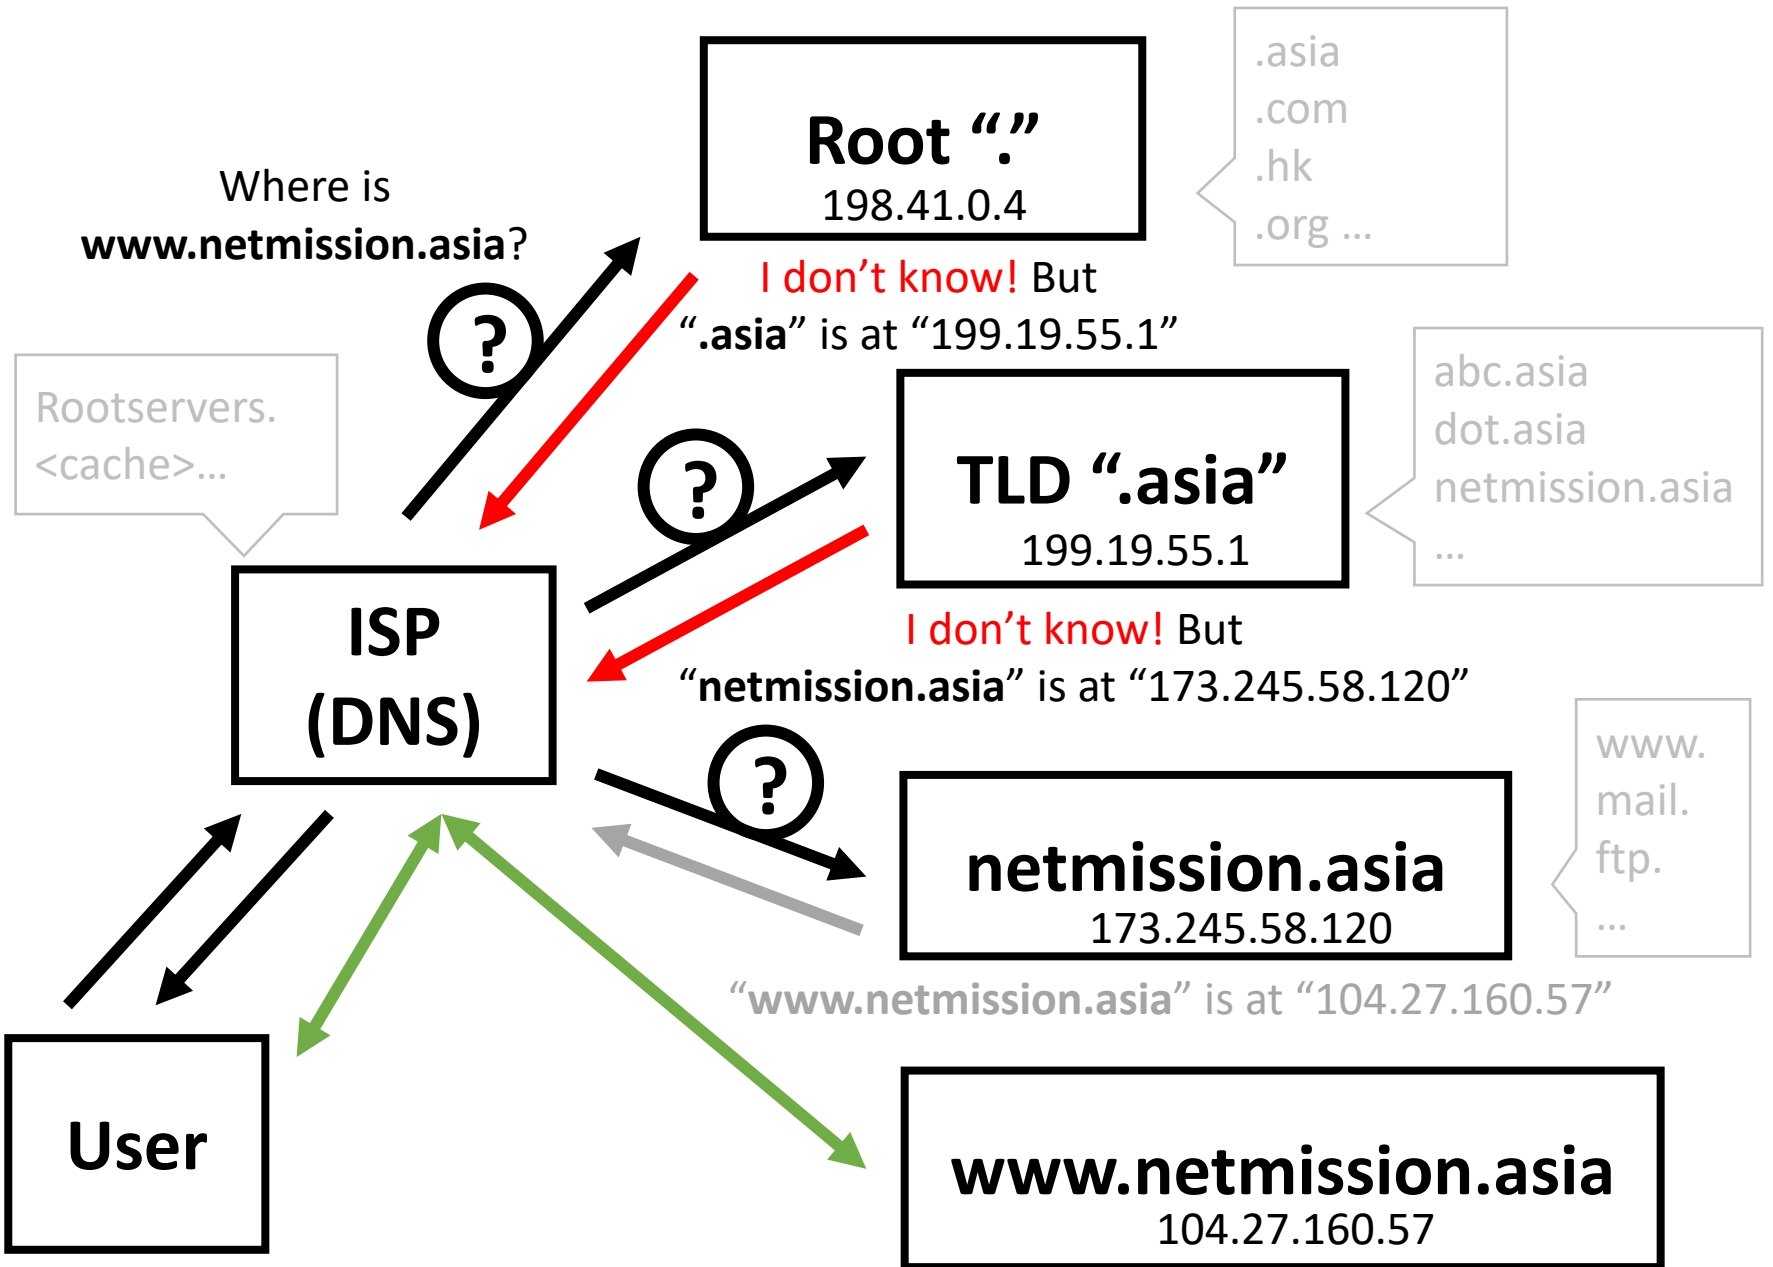 Root “.”
198.41.0.4
.asia
.com
.hk
.org ...
Where is
www.netmission.asia?
?
I don’t know! But
“.asia” is at “199.19.55.1”
Rootservers.
<cache>...
?
TLD “.asia”
199.19.55.1
abc.asia
dot.asia
netmission.asia
...
I don’t know! But
“netmission.asia” is at “173.245.58.120”
ISP
(DNS)
?
netmission.asia
173.245.58.120
www.
mail.
ftp.
...
“www.netmission.asia” is at “104.27.160.57”
User
www.netmission.asia
104.27.160.57